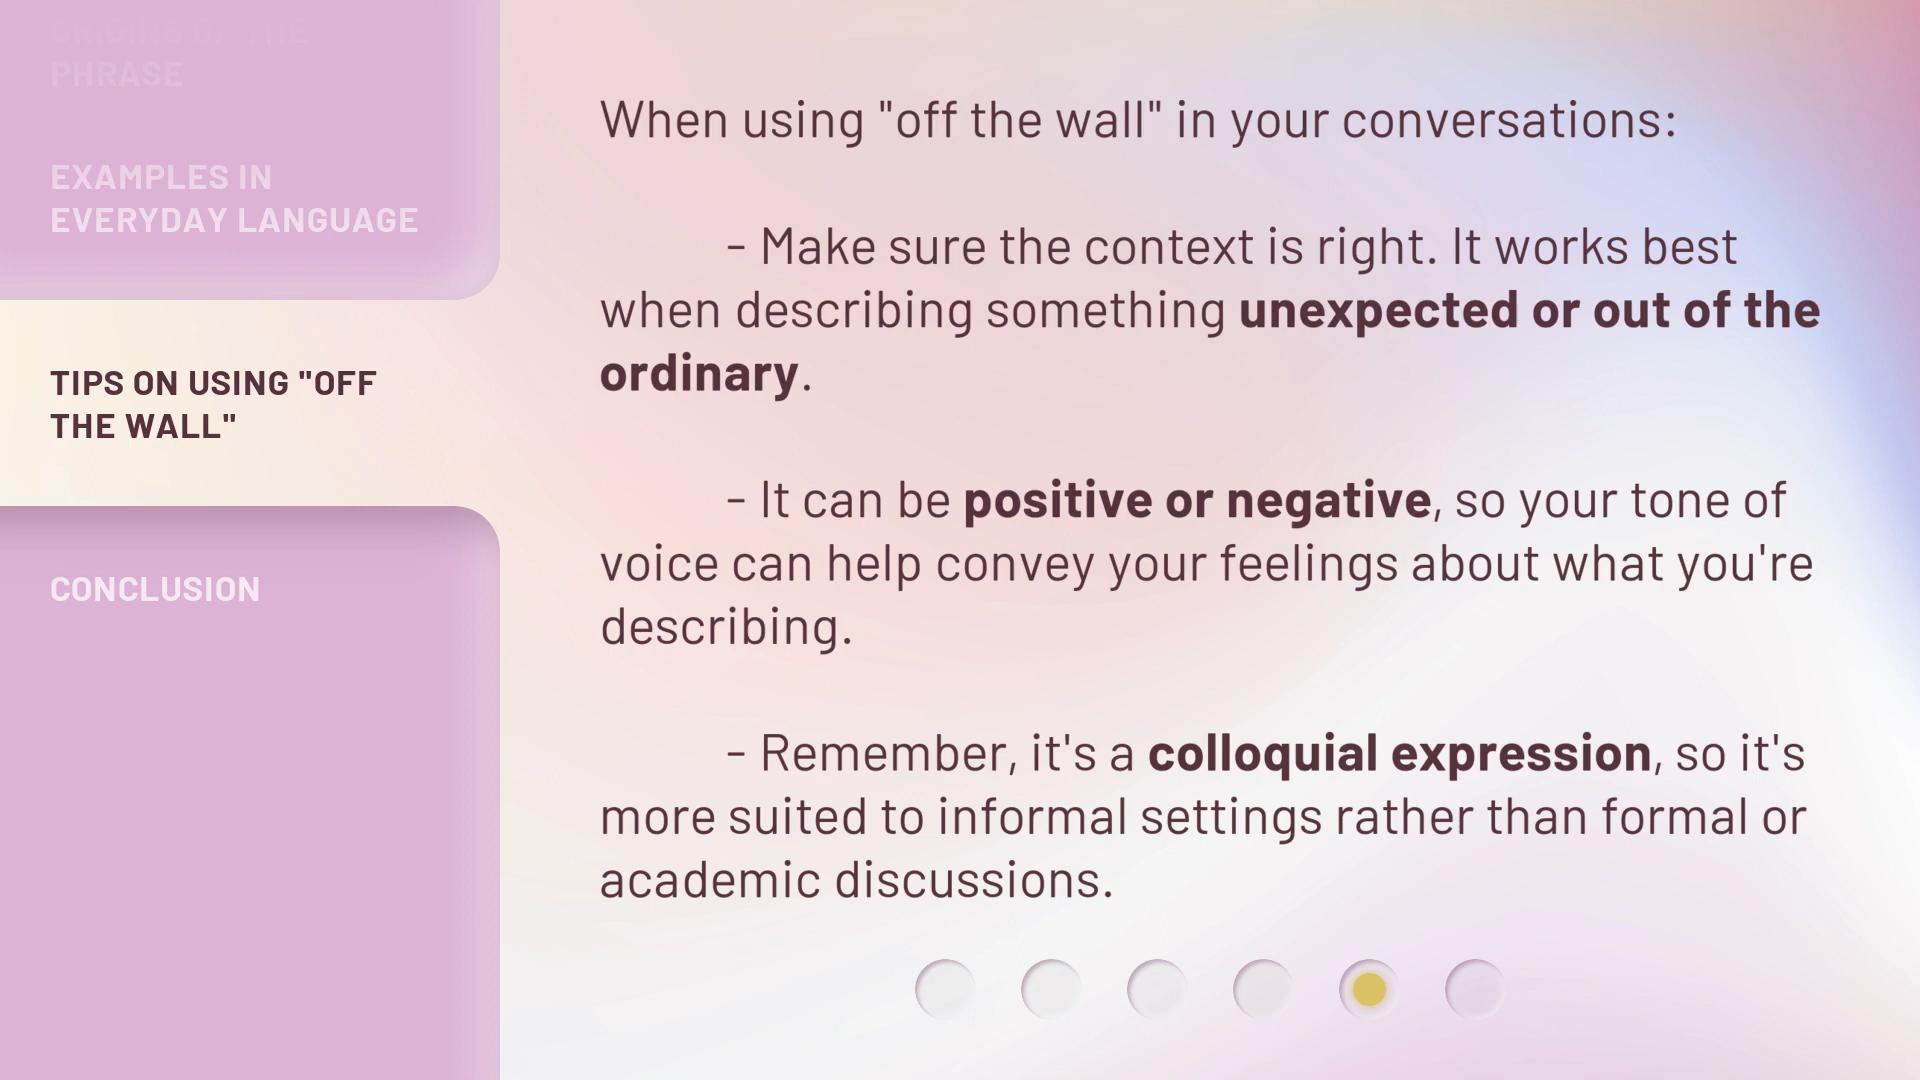 ORIGINS OF THE
PHRASE
EXAMPLES IN
EVERYDAY LANGUAGE
TIPS ON USING "OFF
THE WALL"
CONCLUSION
When using "off the wall" in your conversations:
- Make sure the context is right. It works best
when describing something unexpected or out of the
ordinary.
- It can be positive or negative, so your tone of
voice can help convey your feelings about what you're
describing.
- Remember, it's a colloquial expression, so it's
more suited to informal settings rather than formal or
academic discussions.